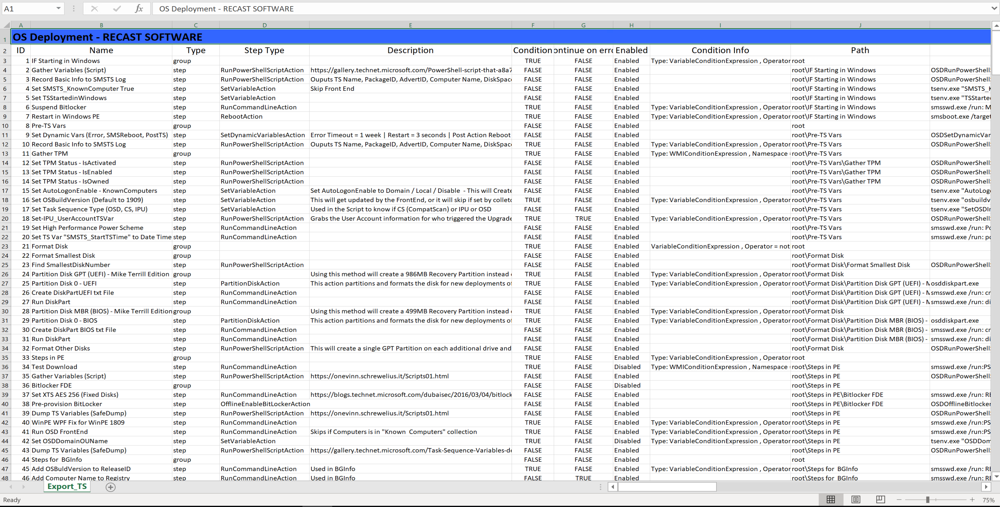 A1 fx OS Deployment - RECAST SOFTWARE
A B C D E F G H I J
1 OS Deployment - RECAST SOFTWARE
2 ID Name Type Step Type Description Condition ontinue on erro Enabled Condition Info Path
3 1 IF Starting in Windows group TRUE FALSE Enabled Type: VariableConditionExpression , Operator root
4 2 Gather Variables (Script) step RunPowerShellScriptAction https://gallery.technet.microsoft.com/PowerShell-script-that-a8a7 FALSE FALSE Enabled root\IF Starting in Windows OSDRunPowerShell
5 3 Record Basic Info to SMSTS Log step RunPowerShellScriptAction Ouputs TS Name, PackageID, AdvertID, Computer Name, DiskSpac FALSE FALSE Enabled root\IF Starting in Windows OSDRunPowerShell
6 4 Set SMSTS_KnownComputer True step SetVariableAction Skip Front End FALSE FALSE Enabled root\IF Starting in Windows tsenv.exe "SMSTS_K
7 5 Set TSStartedinWindows step SetVariableAction FALSE FALSE Enabled root\IF Starting in Windows tsenv.exe "TSStarte
8 6 Suspend Bitlocker step RunCommandLineAction TRUE FALSE Enabled Type: VariableConditionExpression , Operator root\IF Starting in Windows smsswd.exe /run: M
9 7 Restart in Windows PE step RebootAction TRUE FALSE Enabled Type: VariableConditionExpression , Operator root\IF Starting in Windows smsboot.exe /target
10 8 Pre-TS Vars group FALSE FALSE Enabled root
11 9 Set Dynamic Vars (Error, SMSReboot, PostTS) step SetDynamicVariablesAction Error Timeout = 1 week | Restart = 3 seconds | Post Action Reboot FALSE FALSE Enabled root\Pre-TS Vars OSDSetDynamicVar
12 10 Record Basic Info to SMSTS Log step RunPowerShellScriptAction Ouputs TS Name, PackageID, AdvertID, Computer Name, DiskSpac TRUE FALSE Enabled Type: VariableConditionExpression , Operator root\Pre-TS Vars OSDRunPowerShell
13 11 Gather TPM group TRUE FALSE Enabled Type: WMIConditionExpression , Namespace = root\Pre-TS Vars
14 12 Set TPM Status - IsActivated step RunPowerShellScriptAction FALSE FALSE Enabled root\Pre-TS Vars\Gather TPM OSDRunPowerShell
15 13 Set TPM Status - IsEnabled step RunPowerShellScriptAction FALSE FALSE Enabled root\Pre-TS Vars\Gather TPM OSDRunPowerShell
16 14 Set TPM Status - IsOwned step RunPowerShellScriptAction FALSE FALSE Enabled root\Pre-TS Vars\Gather TPM OSDRunPowerShell
17 15 Set AutoLogonEnable - KnownComputers step SetVariableAction Set AutoLogonEnable to Domain / Local / Disable - This will Create FALSE FALSE Enabled root\Pre-TS Vars tsenv.exe "AutoLog
18 16 Set OSBuildVersion (Default to 1909) step SetVariableAction This will get updated by the FrontEnd, or it will skip if set by colletc TRUE FALSE Enabled Type: VariableConditionExpression , Operator root\Pre-TS Vars tsenv.exe "osbuildv
19 17 Set Task Sequence Type (OSD, CS, IPU) step SetVariableAction Used in the Script to know if CS (CompatScan) or IPU or OSD FALSE FALSE Enabled root\Pre-TS Vars tsenv.exe "SetOSDI
20 18 Set-IPU_UserAccountTSVar step RunPowerShellScriptAction Grabs the User Account information for who triggered the Upgrade TRUE TRUE Enabled Type: VariableConditionExpression , Operator root\Pre-TS Vars OSDRunPowerShell
21 19 Set High Performance Power Scheme step RunCommandLineAction FALSE FALSE Enabled root\Pre-TS Vars smsswd.exe /run: Po
22 20 Set TS Var "SMSTS_StartTSTime" to Date Time step RunCommandLineAction FALSE FALSE Enabled root\Pre-TS Vars smsswd.exe /run: po
23 21 Format Disk group TRUE FALSE Enabled VariableConditionExpression , Operator = not root
24 22 Format Smallest Disk group FALSE FALSE Enabled root\Format Disk
25 23 Find SmallestDiskNumber step RunPowerShellScriptAction FALSE FALSE Enabled root\Format Disk\Format Smallest Disk OSDRunPowerShell
26 24 Partition Disk GPT (UEFI) - Mike Terrill Edition group Using this method will create a 986MB Recovery Partition instead TRUE FALSE Enabled Type: VariableConditionExpression , Operator root\Format Disk
27 25 Partition Disk 0 - UEFI step PartitionDiskAction This action partitions and formats the disk for new deployments of TRUE FALSE Enabled Type: VariableConditionExpression , Operator root\Format Disk\Partition Disk GPT (UEFI) - M osddiskpart.exe
28 26 Create DiskPartUEFI txt File step RunCommandLineAction FALSE FALSE Enabled root\Format Disk\Partition Disk GPT (UEFI) - M smsswd.exe /run: cr
29 27 Run DiskPart step RunCommandLineAction FALSE FALSE Enabled root\Format Disk\Partition Disk GPT (UEFI) - M smsswd.exe /run: di
30 28 Partition Disk MBR (BIOS) - Mike Terrill Edition group Using this method will create a 499MB Recovery Partition instead TRUE FALSE Enabled Type: VariableConditionExpression , Operator root\Format Disk
31 29 Partition Disk 0 - BIOS step PartitionDiskAction This action partitions and formats the disk for new deployments of TRUE FALSE Enabled Type: VariableConditionExpression , Operator root\Format Disk\Partition Disk MBR (BIOS) - osddiskpart.exe
32 30 Create DiskPart BIOS txt File step RunCommandLineAction FALSE FALSE Enabled root\Format Disk\Partition Disk MBR (BIOS) - smsswd.exe /run: cr
33 31 Run DiskPart step RunCommandLineAction FALSE FALSE Enabled root\Format Disk\Partition Disk MBR (BIOS) - smsswd.exe /run: di
34 32 Format Other Disks step RunPowerShellScriptAction This will create a single GPT Partition on each additional drive and FALSE FALSE Enabled root\Format Disk OSDRunPowerShell
35 33 Steps in PE group TRUE FALSE Enabled Type: VariableConditionExpression , Operator root
36 34 Test Download step RunCommandLineAction TRUE FALSE Disabled Type: WMIConditionExpression , Namespace = root\Steps in PE smsswd.exe /run:PS
37 35 Gather Variables (Script) step RunPowerShellScriptAction https://onevinn.schrewelius.it/Scripts01.html FALSE FALSE Enabled root\Steps in PE OSDRunPowerShell
38 36 Bitlocker FDE group FALSE FALSE Disabled root\Steps in PE
39 37 Set XTS AES 256 (Fixed Disks) step RunCommandLineAction https://blogs.technet.microsoft.com/dubaisec/2016/03/04/bitlock FALSE FALSE Enabled root\Steps in PE\Bitlocker FDE smsswd.exe /run: RE
40 38 Pre-provision BitLocker step OfflineEnableBitLockerAction FALSE FALSE Enabled root\Steps in PE\Bitlocker FDE OSDOfflineBitlocker
41 39 Dump TS Variables (SafeDump) step RunPowerShellScriptAction https://onevinn.schrewelius.it/Scripts01.html FALSE FALSE Enabled root\Steps in PE OSDRunPowerShell
42 40 WinPE WPF Fix for WinPE 1809 step RunCommandLineAction TRUE FALSE Enabled Type: VariableConditionExpression , Operator root\Steps in PE smsswd.exe /run:PS
43 41 Run OSD FrontEnd step RunCommandLineAction Skips if Computers is in "Known Computers" collection TRUE FALSE Enabled Type: VariableConditionExpression , Operator root\Steps in PE smsswd.exe /run:PS
44 42 Set OSDDomainOUName step SetVariableAction TRUE FALSE Disabled Type: VariableConditionExpression , Operator root\Steps in PE tsenv.exe "OSDDom
45 43 Dump TS Variables (SafeDump) step RunPowerShellScriptAction https://gallery.technet.microsoft.com/Task-Sequence-Variables-de FALSE FALSE Enabled root\Steps in PE OSDRunPowerShell
46 44 Steps for BGInfo group FALSE FALSE Enabled root
47 45 Add OSBuldVersion to ReleaseID step RunCommandLineAction Used in BGInfo TRUE FALSE Enabled Type: VariableConditionExpression , Operator root\Steps for BGInfo smsswd.exe /run: RE
48 46 Add Computer Name to Registry step RunCommandLineAction Used in BGInfo FALSE TRUE Enabled root\Steps for BGInfo smsswd.exe /run: RE
Export_TS
Ready 75%